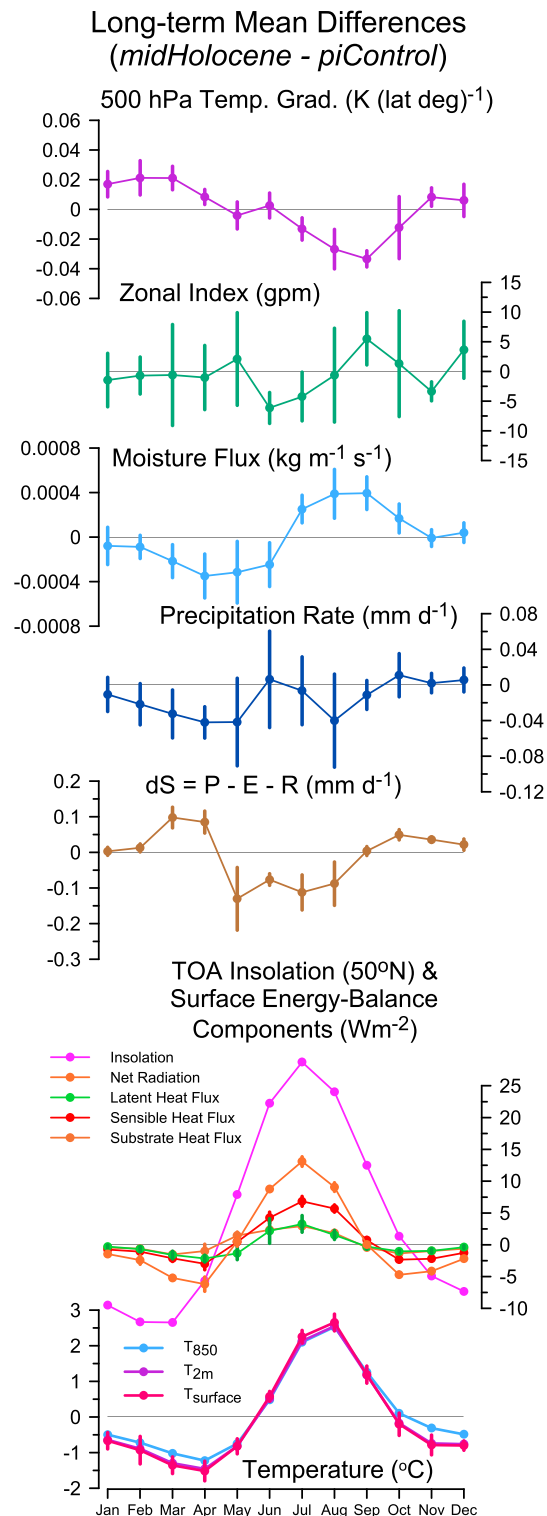 Long-term Mean Differences
(midHolocene - piControl)
500 hPa Temp. Grad. (K (lat deg)-1)
0.06
0.04
0.02
0
-0.02
-0.04
-0.06
Zonal Index (gpm)
15
10
5
0
-5
-10
-15
0.0008
Moisture Flux (kg m-1 s-1)
0.0004
0
-0.0004
-0.0008
Precipitation Rate (mm d-1)
0.08
0.04
0
-0.04
-0.08
-0.12
dS = P - E - R (mm d-1)
0.2
0.1
0
-0.1
-0.2
-0.3
TOA Insolation (50oN) &
Surface Energy-Balance
Components (Wm-2)
Insolation
Net Radiation
Latent Heat Flux
Sensible Heat Flux
Substrate Heat Flux
25
20
15
10
5
0
-5
-10
3
2
1
0
-1
-2
T850
T2m
Tsurface
Temperature (oC)
Jan Feb Mar Apr May Jun Jul Aug Sep Oct Nov Dec